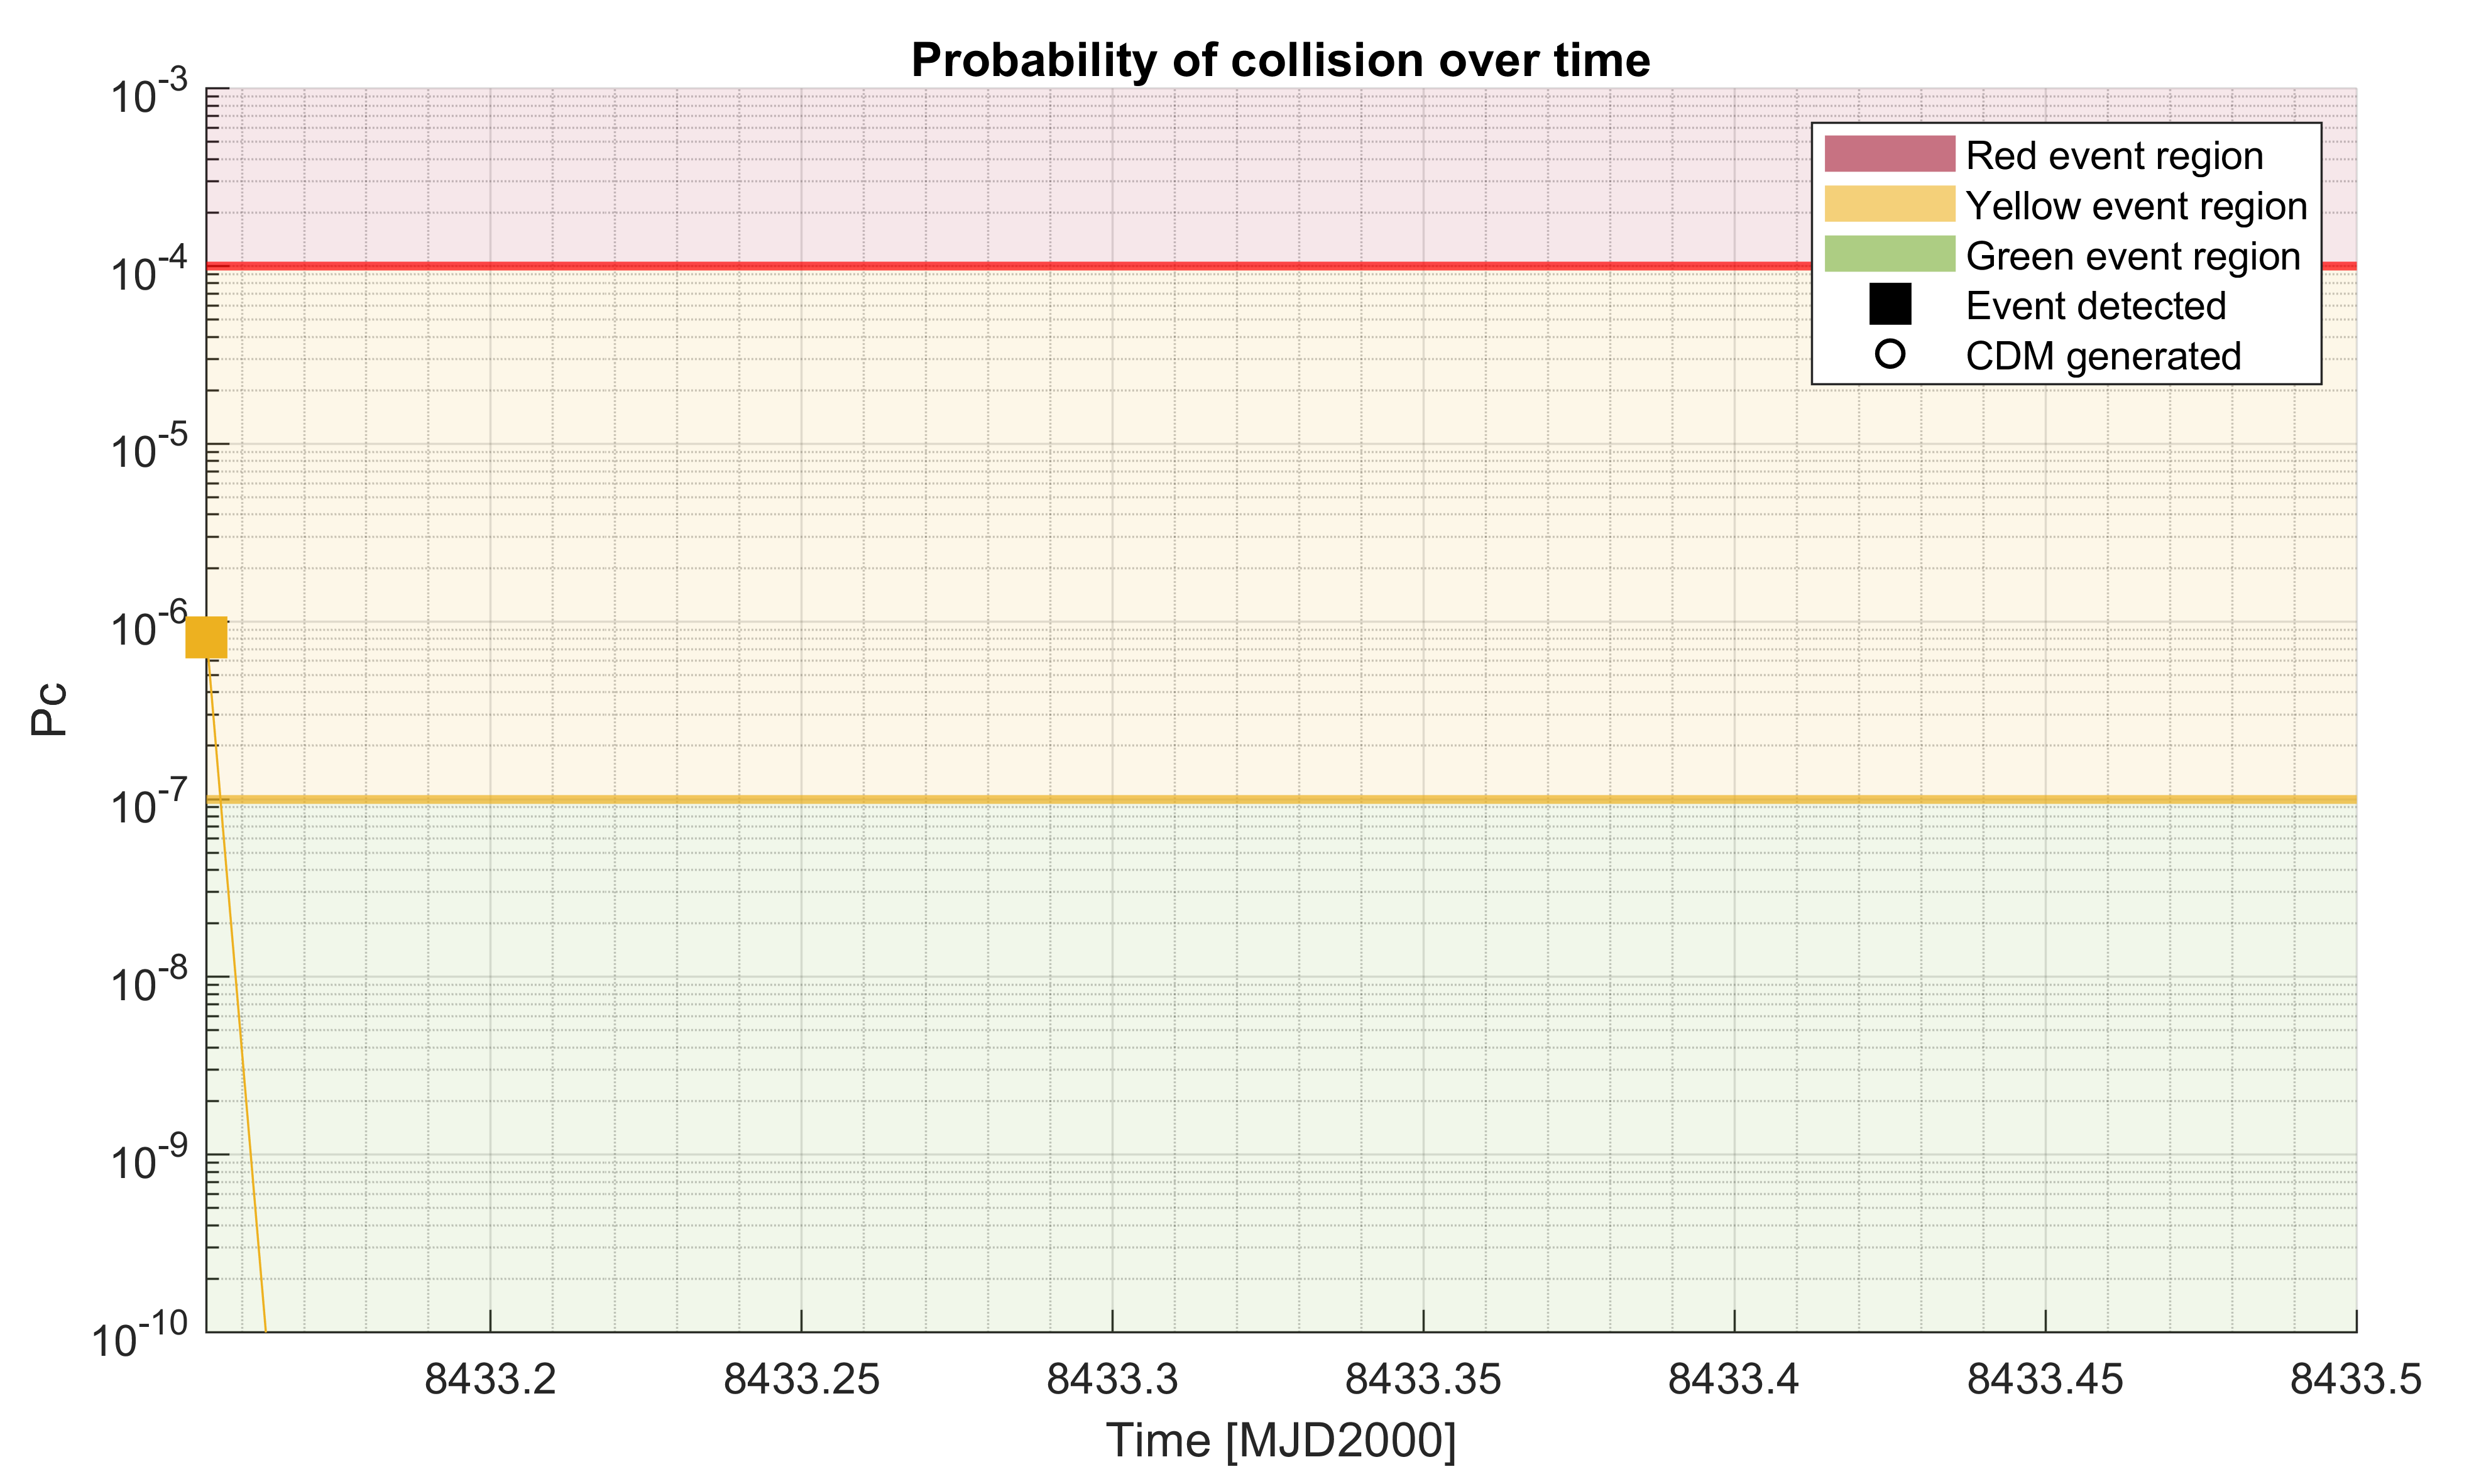 Probability of collision over time
10^-3
10^-4
10^-5
10^-6
10^-7
10^-8
10^-9
10^-10
Pc
Red event region
Yellow event region
Green event region
Event detected
CDM generated
8433.2 8433.25 8433.3 8433.35 8433.4 8433.45 8433.5
Time [MJD2000]